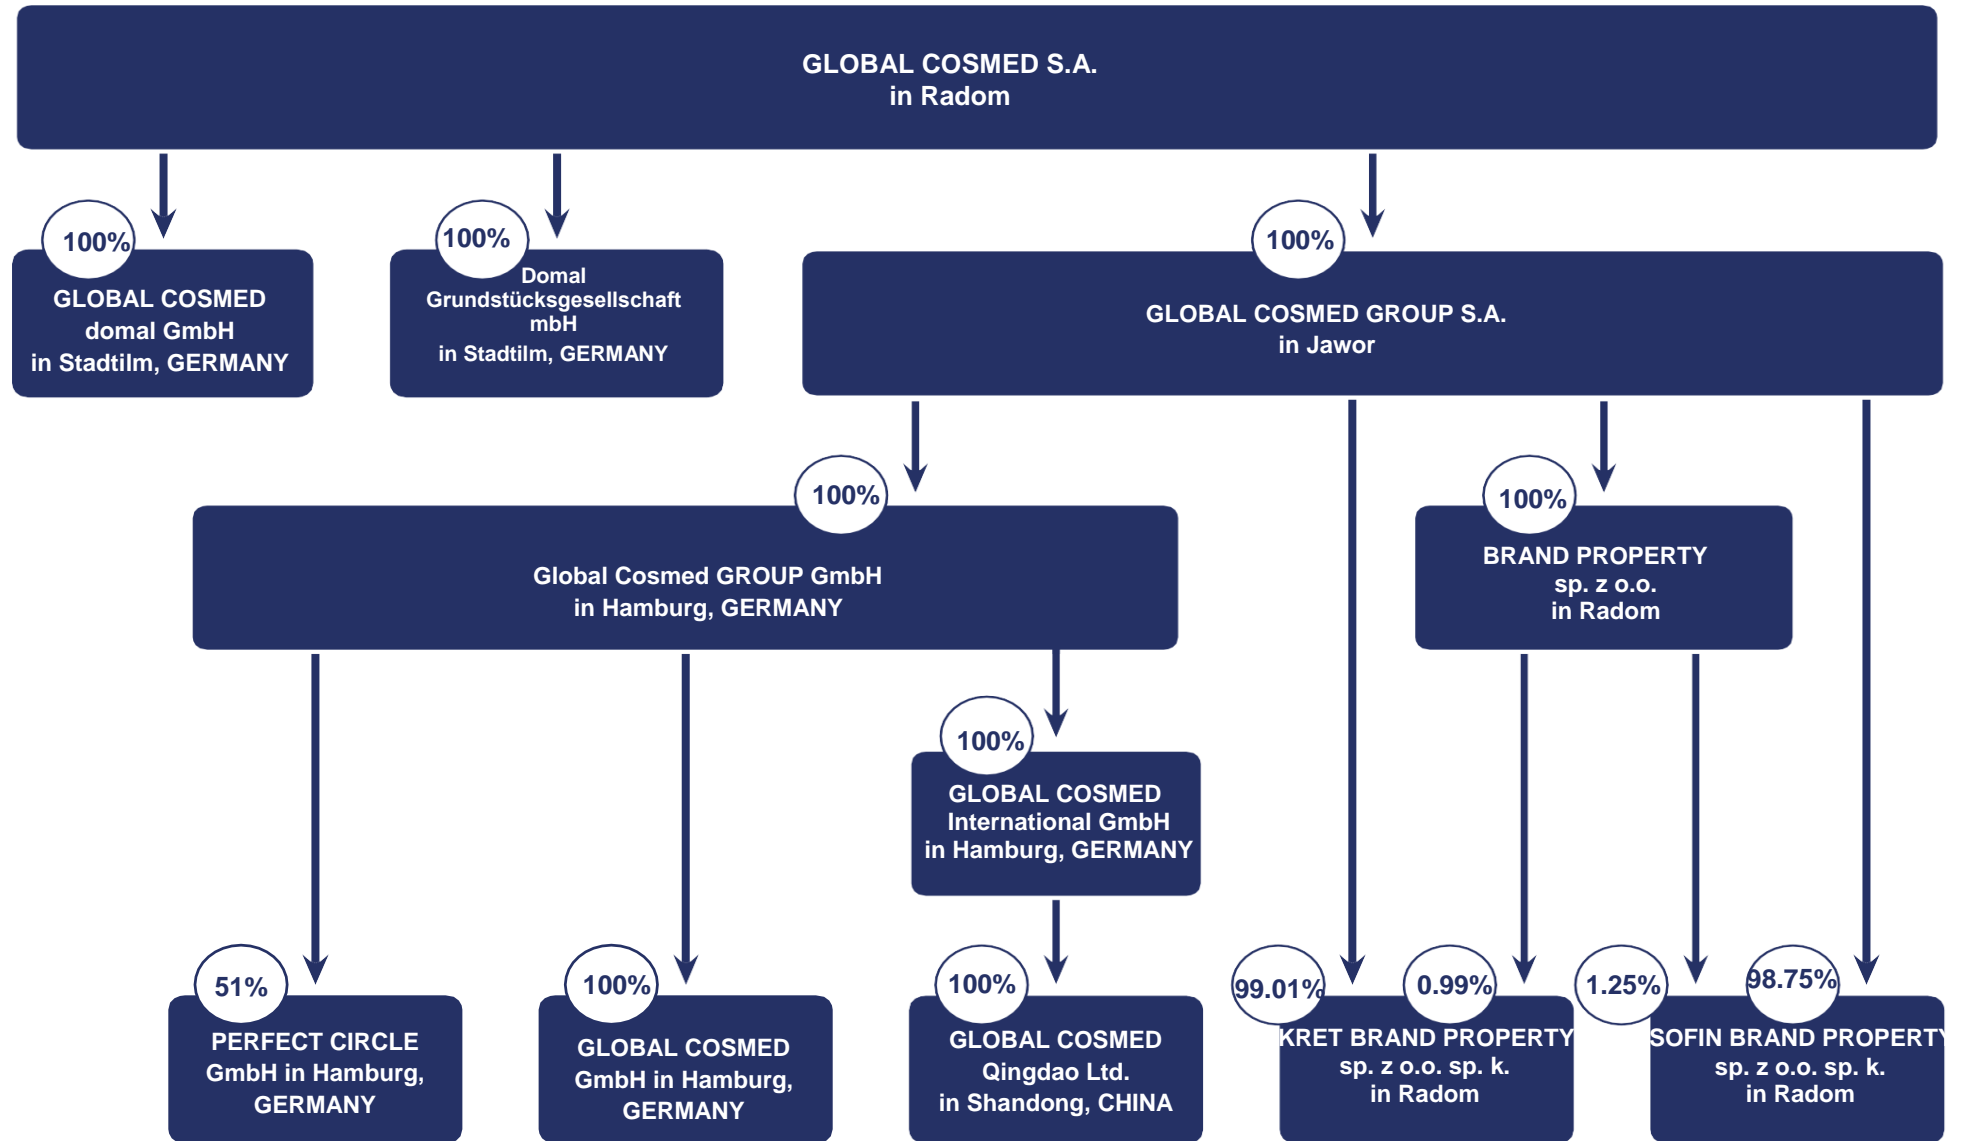 GLOBAL COSMED S.A.
in Radom
100%
GLOBAL COSMED
domal GmbH
in Stadtilm, GERMANY
100%
Domal
Grundstücksgesellschaft
mbH
in Stadtilm, GERMANY
100%
GLOBAL COSMED GROUP S.A.
in Jawor
100%
Global Cosmed GROUP GmbH
in Hamburg, GERMANY
100%
BRAND PROPERTY
sp. z o.o.
in Radom
100%
GLOBAL COSMED
International GmbH
in Hamburg, GERMANY
51%
PERFECT CIRCLE
GmbH in Hamburg,
GERMANY
100%
GLOBAL COSMED
GmbH in Hamburg,
GERMANY
100%
GLOBAL COSMED
Qingdao Ltd.
in Shandong, CHINA
99.01%
0.99%
KRET BRAND PROPERTY
sp. z o.o. sp. k.
in Radom
1.25%
98.75%
SOFIN BRAND PROPERTY
sp. z o.o. sp. k.
in Radom